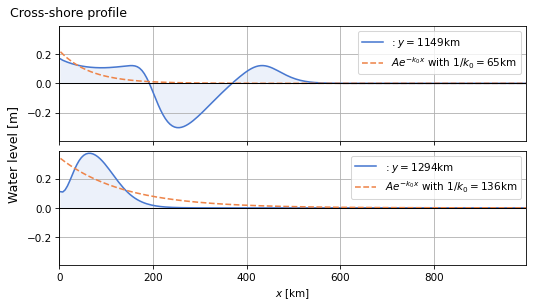 Cross-shore profile
Water level [m]
0.2
0.0
−0.2
: y = 1149km
Ae^{−k₀x} with 1/k₀ = 65km
0.2
0.0
−0.2
: y = 1294km
Ae^{−k₀x} with 1/k₀ = 136km
0 200 400 600 800
x [km]